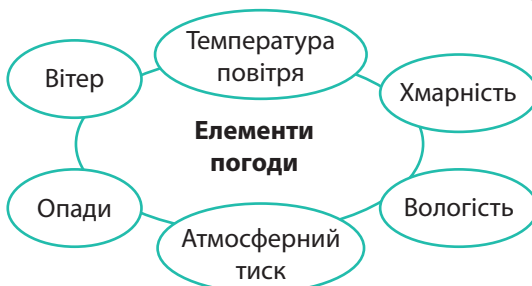 Температура
повітря
Вітер
Хмарність
Елементи
погоди
Опади
Вологість
Атмосферний
тиск